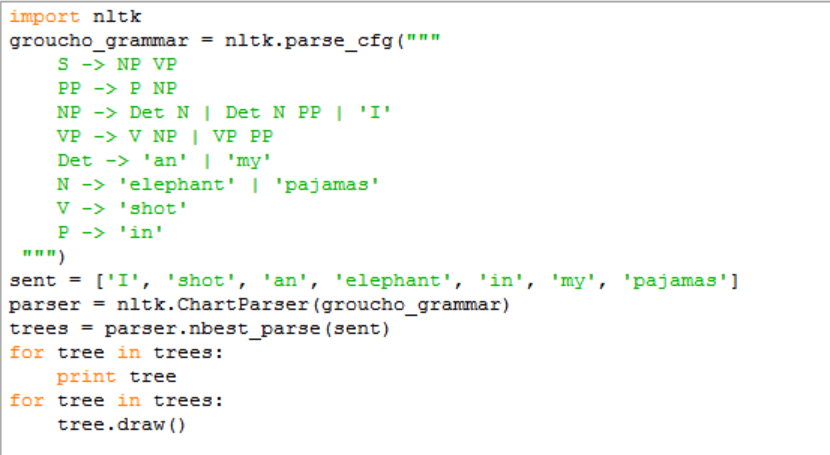 import nltk
groucho_grammar = nltk.parse_cfg("""
    S -> NP VP
    PP -> P NP
    NP -> Det N | Det N PP | 'I'
    VP -> V NP | VP PP
    Det -> 'an' | 'my'
    N -> 'elephant' | 'pajamas'
    V -> 'shot'
    P -> 'in'
 """)
sent = ['I', 'shot', 'an', 'elephant', 'in', 'my', 'pajamas']
parser = nltk.ChartParser(groucho_grammar)
trees = parser.nbest_parse(sent)
for tree in trees:
    print tree
for tree in trees:
    tree.draw()